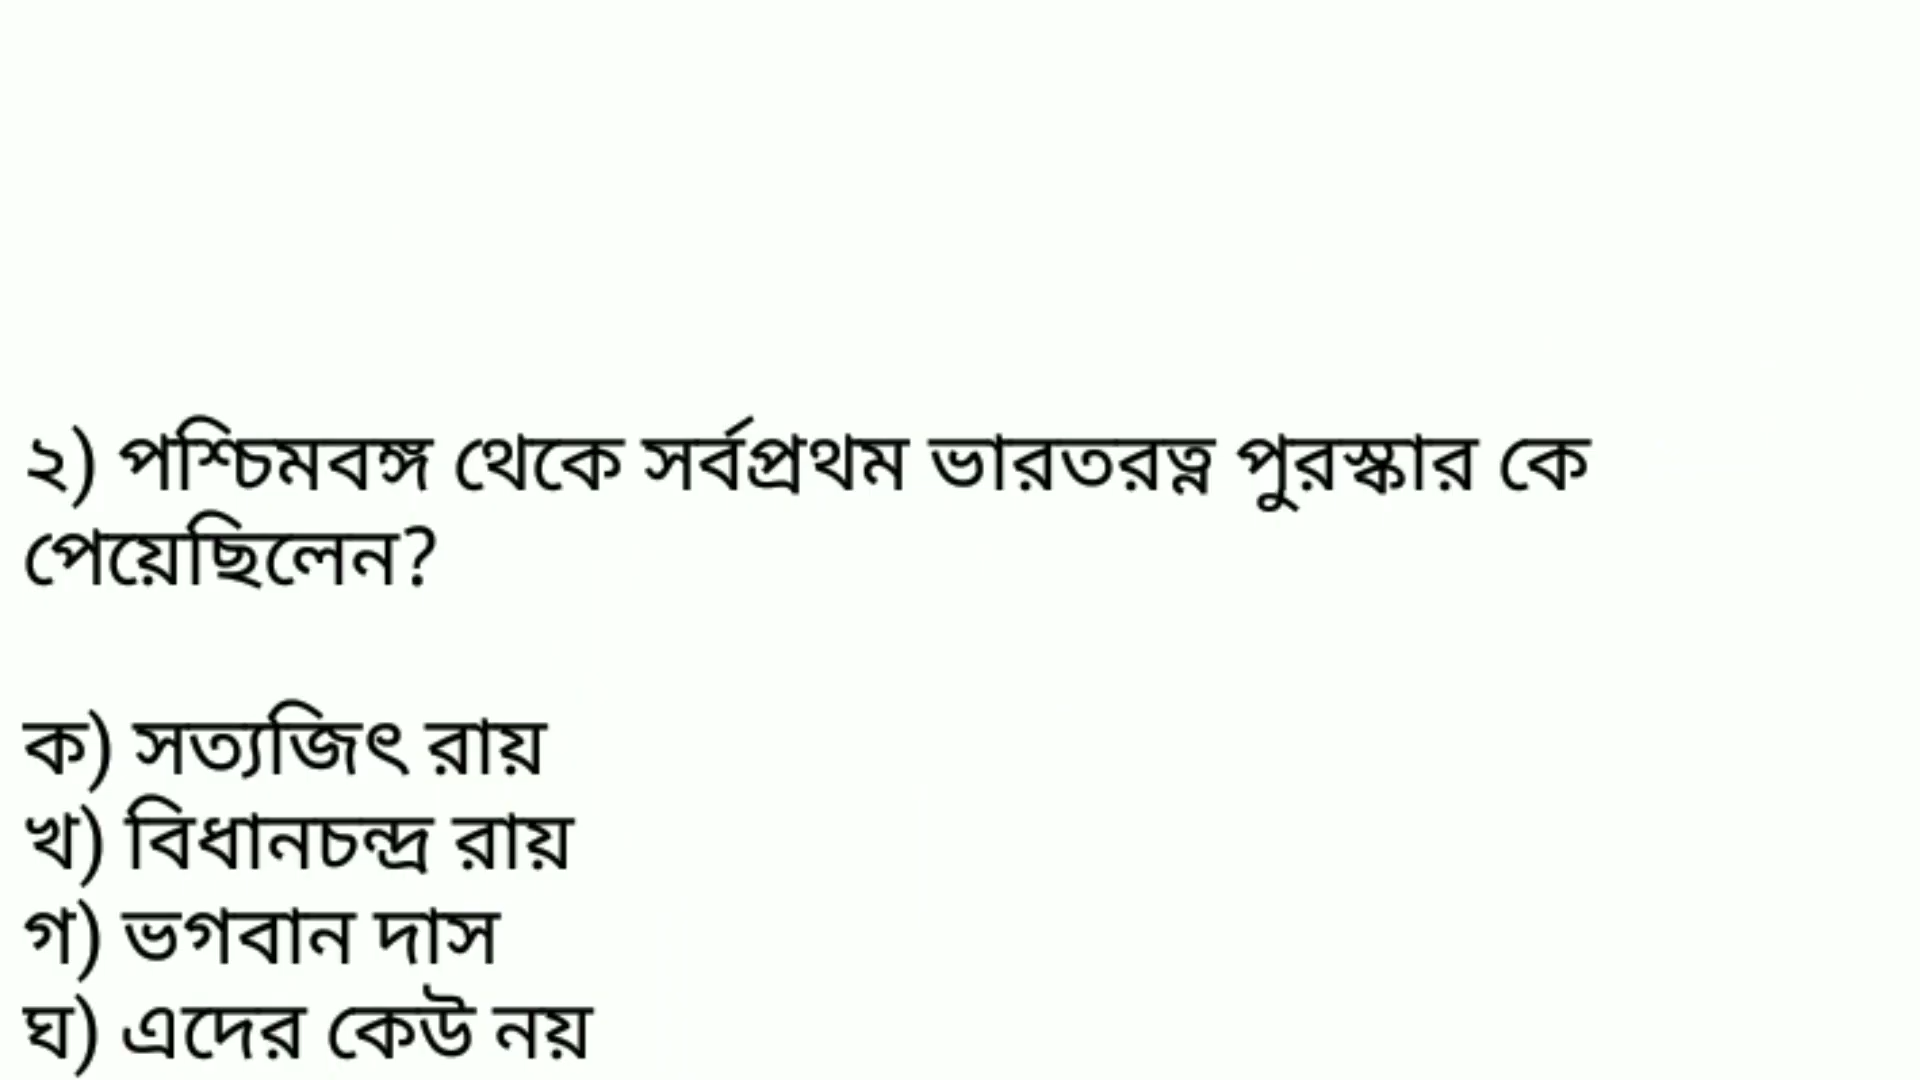 ২) পশ্চিমবঙ্গ থেকে সর্বপ্রথম ভারতরত্ন পুরস্কার কে
পেয়েছিলেন?
ক) সত্যজিৎ রায়
খ) বিধানচন্দ্র রায়
গ) ভগবান দাস
ঘ) এদের কেউ নয়